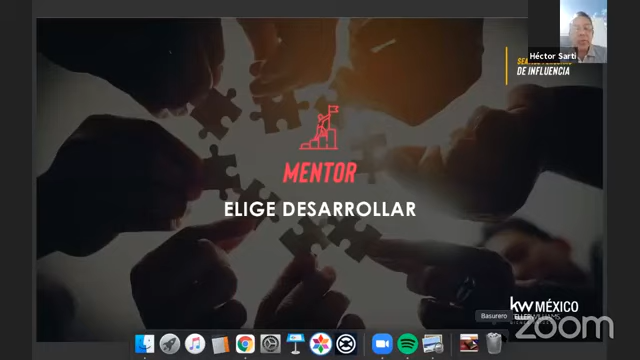 Héctor Sarti
DE INFLUENCIA
MENTOR
ELIGE DESARROLLAR
kw MÉXICO
Basurero
zoom